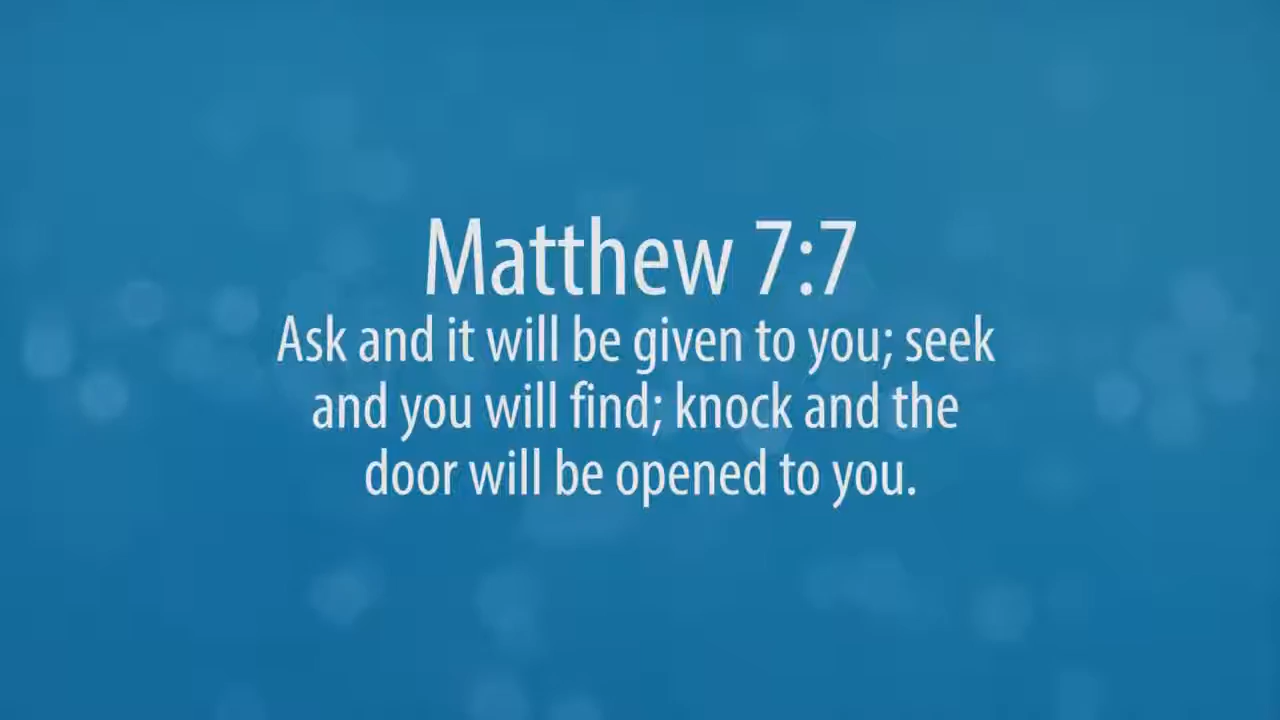 Matthew 7:7
Ask and it will be given to you; seek
and you will find; knock and the
door will be opened to you.